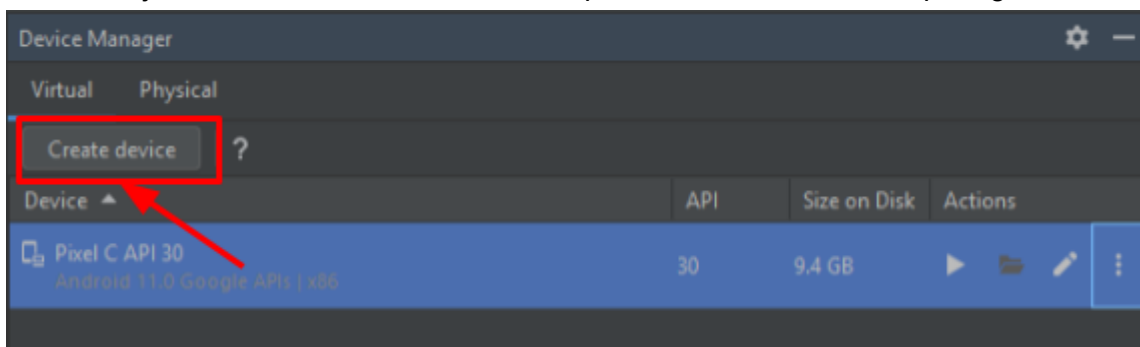 Device Manager
Virtual Physical
Create device ?
Device API Size on Disk Actions
Pixel C API 30 30 9.4 GB
Android 11.0 Google APIs | x86